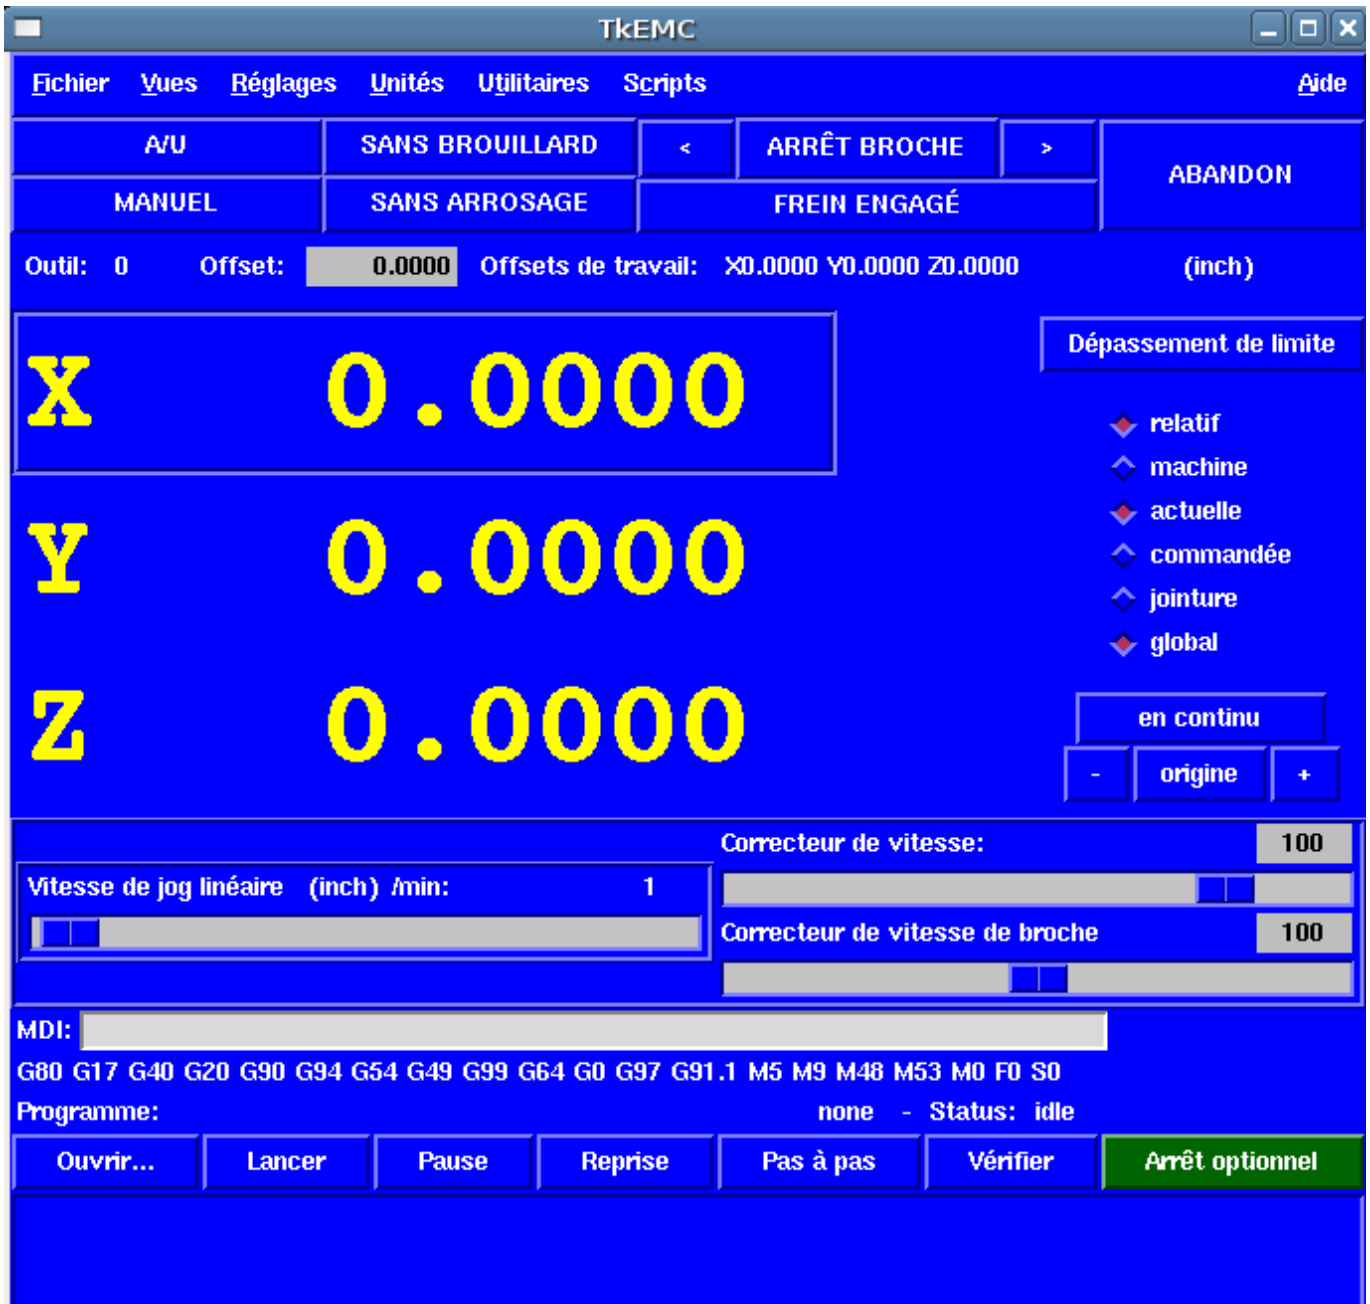 TkEMC
Fichier Vues Réglages Unités Utilitaires Scripts Aide
A/U SANS BROUILLARD < ARRÊT BROCHE > ABANDON
MANUEL SANS ARROSAGE FREIN ENGAGÉ
Outil: 0 Offset: 0.0000 Offsets de travail: X0.0000 Y0.0000 Z0.0000 (inch)
Dépassement de limite
X 0.0000
relatif
machine
actuelle
Y 0.0000
commandée
jointure
global
Z 0.0000
en continu
- origine +
Correcteur de vitesse: 100
Vitesse de jog linéaire (inch) /min: 1
Correcteur de vitesse de broche 100
MDI:
G80 G17 G40 G20 G90 G94 G54 G49 G99 G64 G0 G97 G91.1 M5 M9 M48 M53 M0 F0 S0
Programme: none - Status: idle
Ouvrir... Lancer Pause Reprise Pas à pas Vérifier Arrêt optionnel